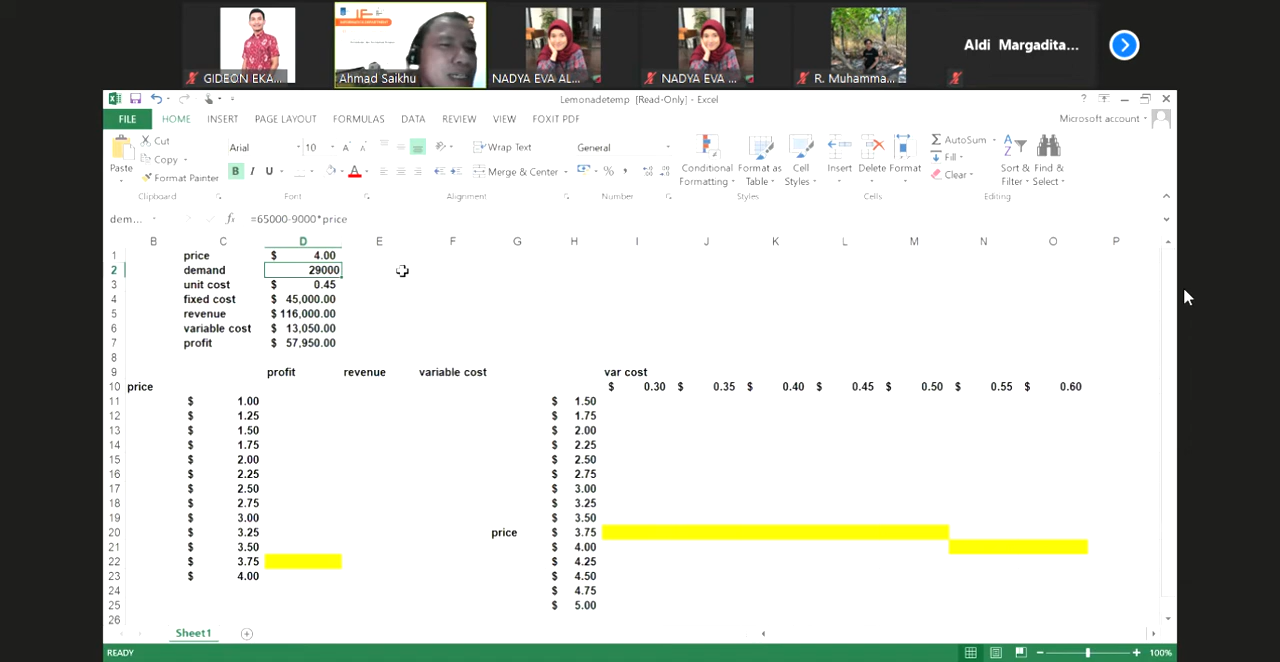 GIDEON EKA...
Ahmad Saikhu
NADYA EVA AL...
NADYA EVA ...
R. Muhamma...
Aldi Margadita...
Lemonadetemp [Read-Only] - Excel
FILE HOME INSERT PAGE LAYOUT FORMULAS DATA REVIEW VIEW FOXIT PDF
Microsoft account
Paste
Cut
Copy
Format Painter
Clipboard
Arial 10
B I U
Font
Wrap Text
Merge & Center
Alignment
General
%
Number
Conditional Formatting
Format as Table
Cell Styles
Styles
Insert Delete Format
Cells
AutoSum
Fill
Clear
Sort & Filter
Find & Select
Editing
dem... fx =65000-9000*price
B C D E F G H I J K L M N O P
1 price $ 4.00
2 demand 29000
3 unit cost $ 0.45
4 fixed cost $ 45,000.00
5 revenue $ 116,000.00
6 variable cost $ 13,050.00
7 profit $ 57,950.00
8
9 profit revenue variable cost var cost
10 price $ 0.30 $ 0.35 $ 0.40 $ 0.45 $ 0.50 $ 0.55 $ 0.60
11 $ 1.00 $ 1.50
12 $ 1.25 $ 1.75
13 $ 1.50 $ 2.00
14 $ 1.75 $ 2.25
15 $ 2.00 $ 2.50
16 $ 2.25 $ 2.75
17 $ 2.50 $ 3.00
18 $ 2.75 $ 3.25
19 $ 3.00 $ 3.50
20 $ 3.25 price $ 3.75
21 $ 3.50 $ 4.00
22 $ 3.75 $ 4.25
23 $ 4.00 $ 4.50
24 $ 4.75
25 $ 5.00
26
Sheet1
READY 100%